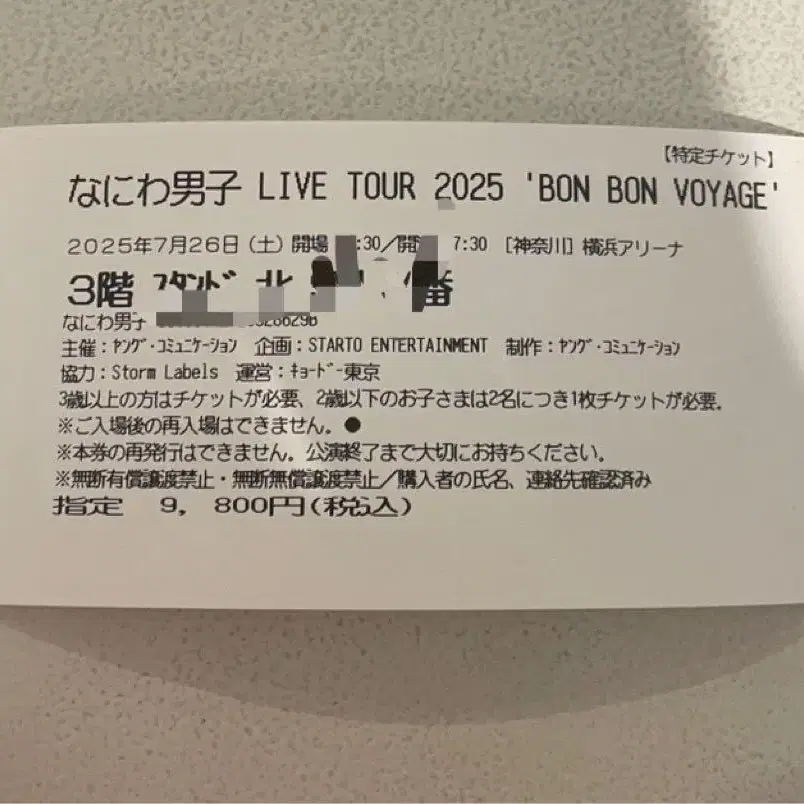 【特定チケット】
なにわ男子 LIVE TOUR 2025 'BON BON VOYAGE'
2025年7月26日(土) 開場 :30/開 7:30 [神奈川] 横浜アリーナ
3階 ｽﾀﾝﾄﾞ 北 番
なにわ男子
主催:ﾔﾝｸﾞ･ｺﾐｭﾆｹｰｼｮﾝ 企画:STARTO ENTERTAINMENT 制作:ﾔﾝｸﾞ･ｺﾐｭﾆｹｰｼｮﾝ
協力:Storm Labels 運営:ｷｮｰﾄﾞｰ東京
3歳以上の方はチケットが必要、2歳以下のお子さまは2名につき1枚チケットが必要.
※ご入場後の再入場はできません。●
※本券の再発行はできません。公演終了まで大切にお持ちください。
※無断有償譲渡禁止・無断無償譲渡禁止/購入者の氏名、連絡先確認済み
指定 9, 800円(税込)